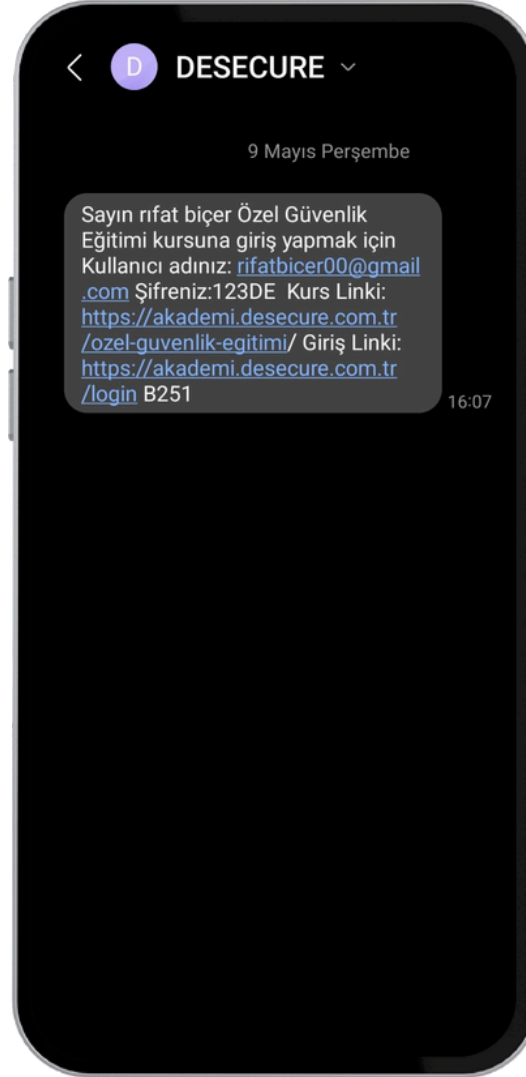 DESECURE
D
9 Mayıs Perşembe
Sayın rıfat biçer Özel Güvenlik
Eğitimi kursuna giriş yapmak için
Kullanıcı adınız: rifatbicer00@gmail
.com Şifreniz:123DE  Kurs Linki:
https://akademi.desecure.com.tr
/ozel-guvenlik-egitimi/ Giriş Linki:
https://akademi.desecure.com.tr
/login B251
16:07